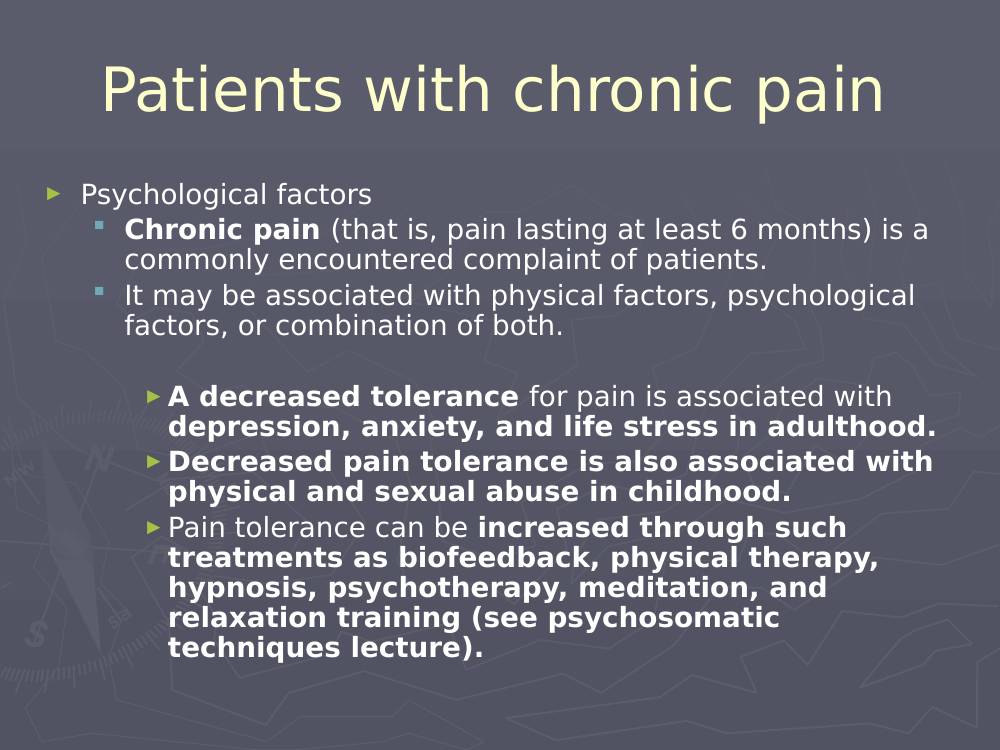 Patients with chronic pain
Psychological factors
Chronic pain (that is, pain lasting at least 6 months) is a
commonly encountered complaint of patients.
It may be associated with physical factors, psychological
factors, or combination of both.
A decreased tolerance for pain is associated with
depression, anxiety, and life stress in adulthood.
Decreased pain tolerance is also associated with
physical and sexual abuse in childhood.
Pain tolerance can be increased through such
treatments as biofeedback, physical therapy,
hypnosis, psychotherapy, meditation, and
relaxation training (see psychosomatic
techniques lecture).
N
NW
S
SE